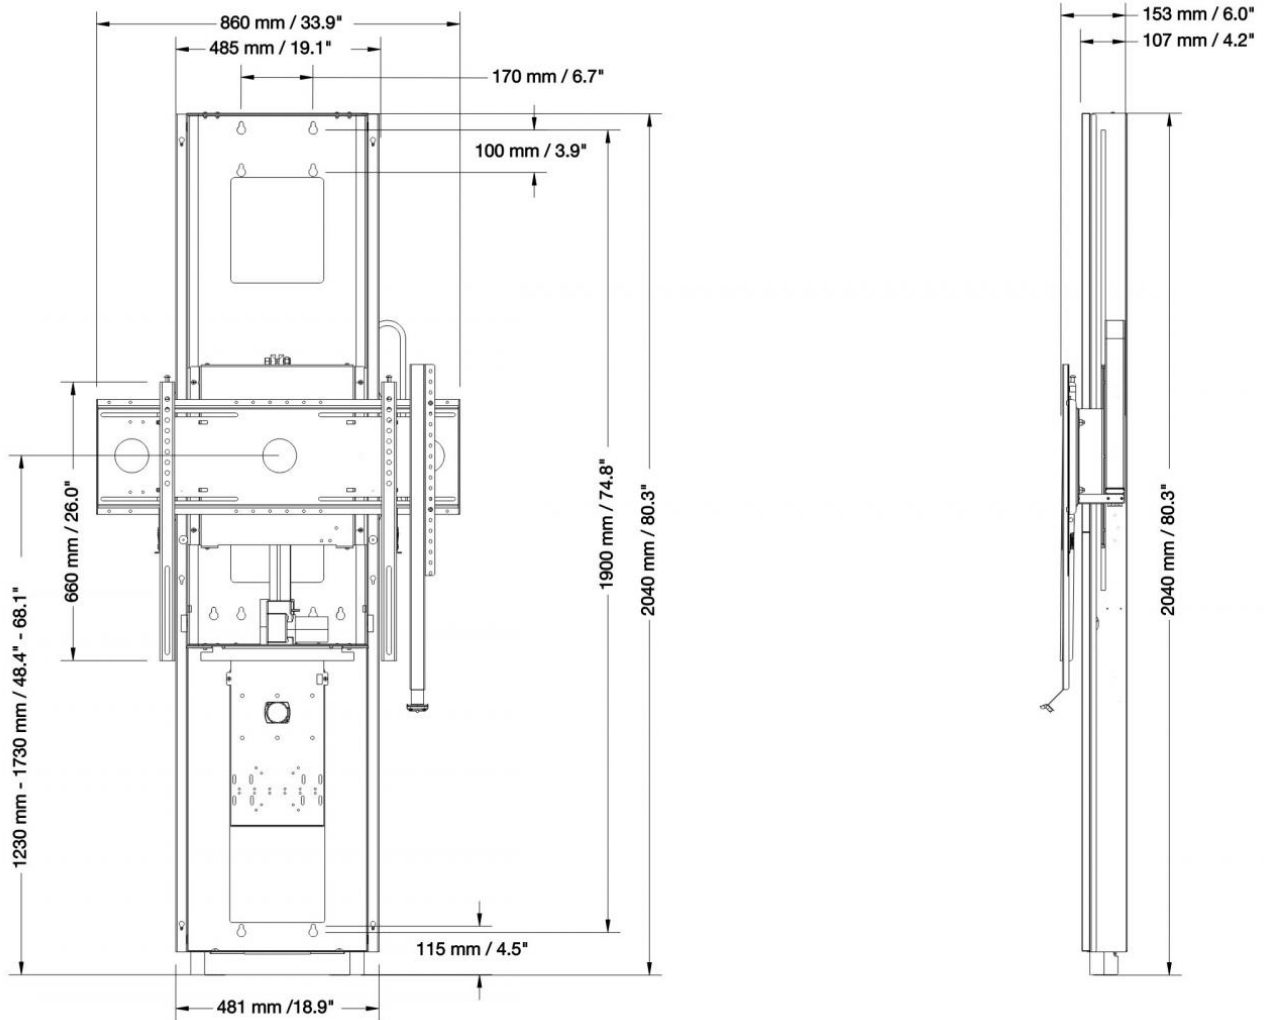 860 mm / 33.9"
153 mm / 6.0"
485 mm / 19.1"
107 mm / 4.2"
170 mm / 6.7"
100 mm / 3.9"
660 mm / 26.0"
1900 mm / 74.8"
2040 mm / 80.3"
2040 mm / 80.3"
1230 mm - 1730 mm / 48.4" - 68.1"
115 mm / 4.5"
481 mm /18.9"